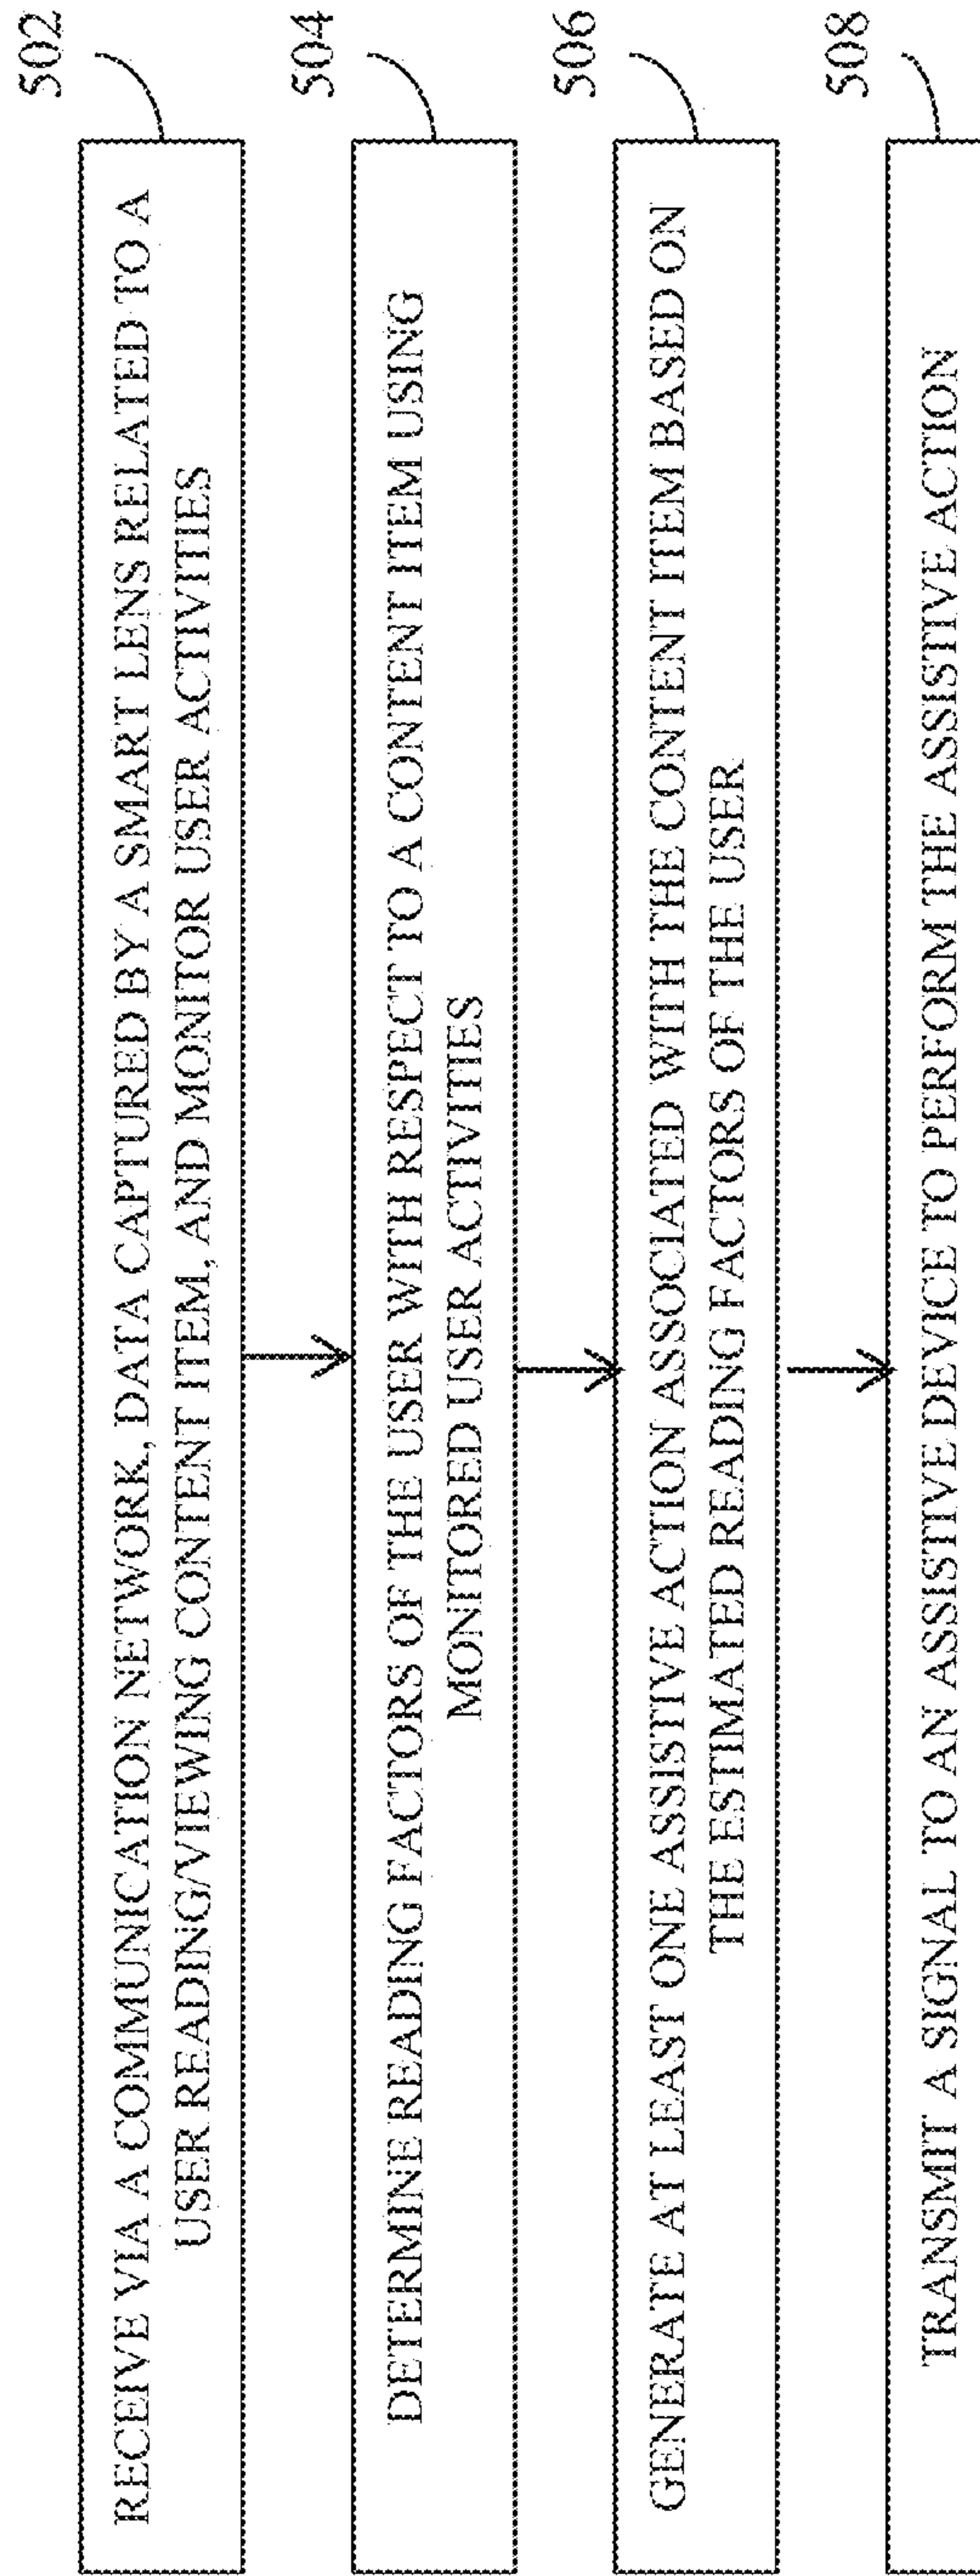 502
RECEIVE VIA A COMMUNICATION NETWORK, DATA CAPTURED BY A SMART LENS RELATED TO A
USER READING/VIEWING CONTENT ITEM, AND MONITOR USER ACTIVITIES
504
DETERMINE READING FACTORS OF THE USER WITH RESPECT TO A CONTENT ITEM USING
MONITORED USER ACTIVITIES
506
GENERATE AT LEAST ONE ASSISTIVE ACTION ASSOCIATED WITH THE CONTENT ITEM BASED ON
THE ESTIMATED READING FACTORS OF THE USER
508
TRANSMIT A SIGNAL TO AN ASSISTIVE DEVICE TO PERFORM THE ASSISTIVE ACTION